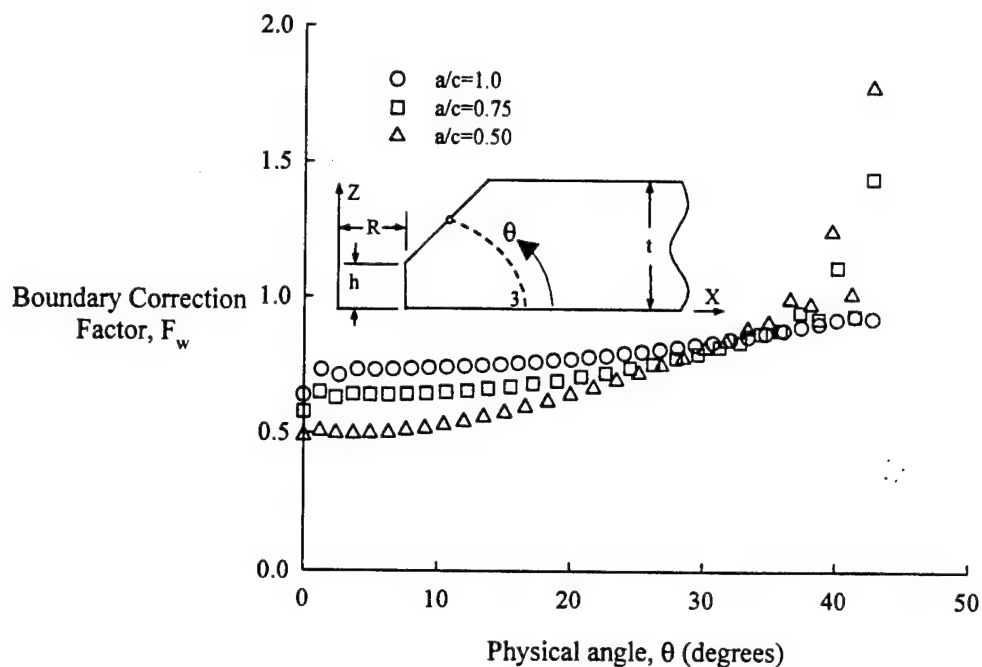 2.0
1.5
1.0
0.5
0.0
Boundary Correction
Factor, F_w
a/c=1.0
a/c=0.75
a/c=0.50
Z
R
h
θ
t
3
X
0
10
20
30
40
50
Physical angle, θ (degrees)